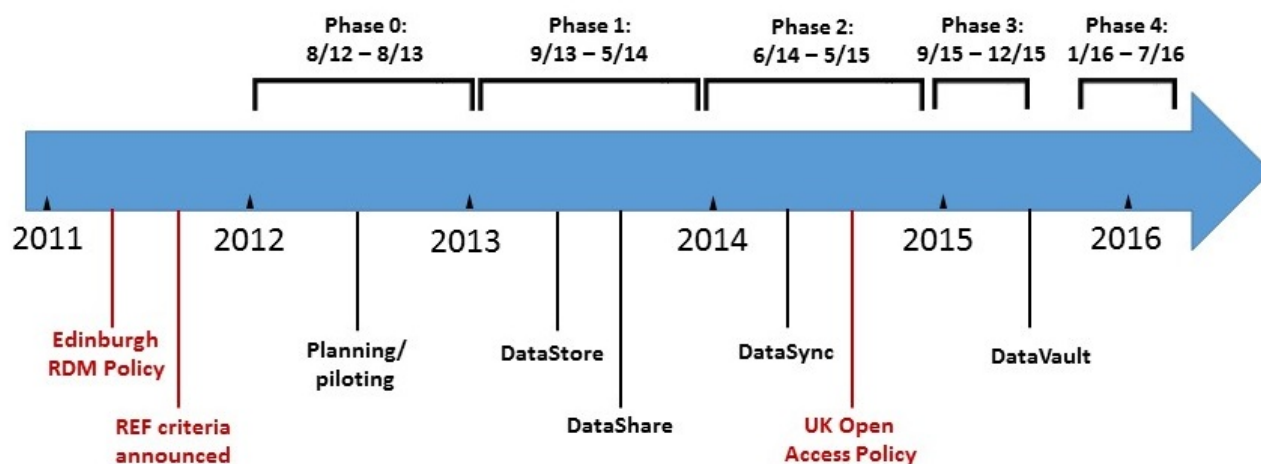 Phase 0:
8/12 – 8/13
Phase 1:
9/13 – 5/14
Phase 2:
6/14 – 5/15
Phase 3:
9/15 – 12/15
Phase 4:
1/16 – 7/16
2011
2012
2013
2014
2015
2016
Edinburgh
RDM Policy
REF criteria
announced
Planning/
piloting
DataStore
DataShare
DataSync
UK Open
Access Policy
DataVault